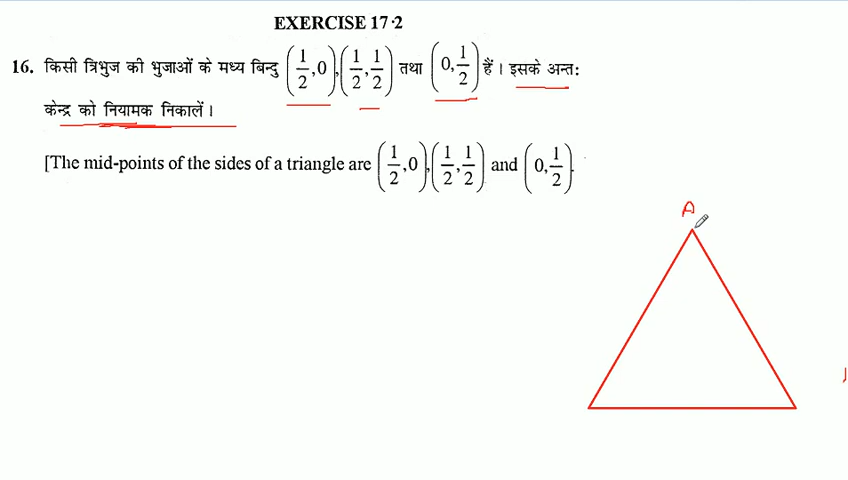 EXERCISE 17·2
16. किसी त्रिभुज की भुजाओं के मध्य बिन्दु (1/2,0),(1/2,1/2) तथा (0,1/2) हैं। इसके अन्त:
केन्द्र को नियामक निकालें।
[The mid-points of the sides of a triangle are (1/2,0),(1/2,1/2) and (0,1/2).
A